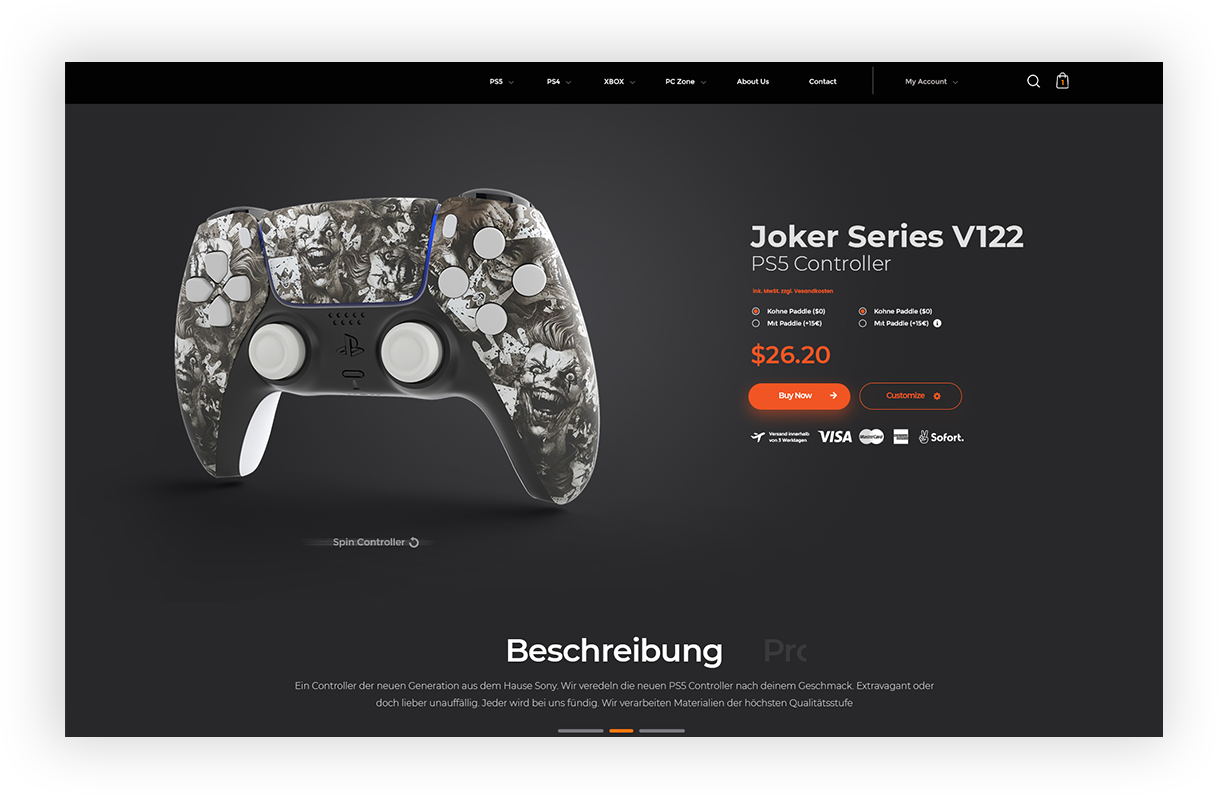 PS5
PS4
XBOX
PC Zone
About Us
Contact
My Account
1
Joker Series V122
PS5 Controller
ink. MwSt. zzgl. Vesandkosten
Kohne Paddle ($0)
Kohne Paddle ($0)
Mit Paddle (+15€)
Mit Paddle (+15€)
$26.20
Buy Now
Customize
Versand innerhalb
von 3 Werktagen
VISA
MasterCard
Sofort.
Spin Controller
Beschreibung
Pro
Ein Controller der neuen Generation aus dem Hause Sony. Wir veredeln die neuen PS5 Controller nach deinem Geschmack. Extravagant oder
doch lieber unauffällig. Jeder wird bei uns fündig. Wir verarbeiten Materialien der höchsten Qualitätsstufe